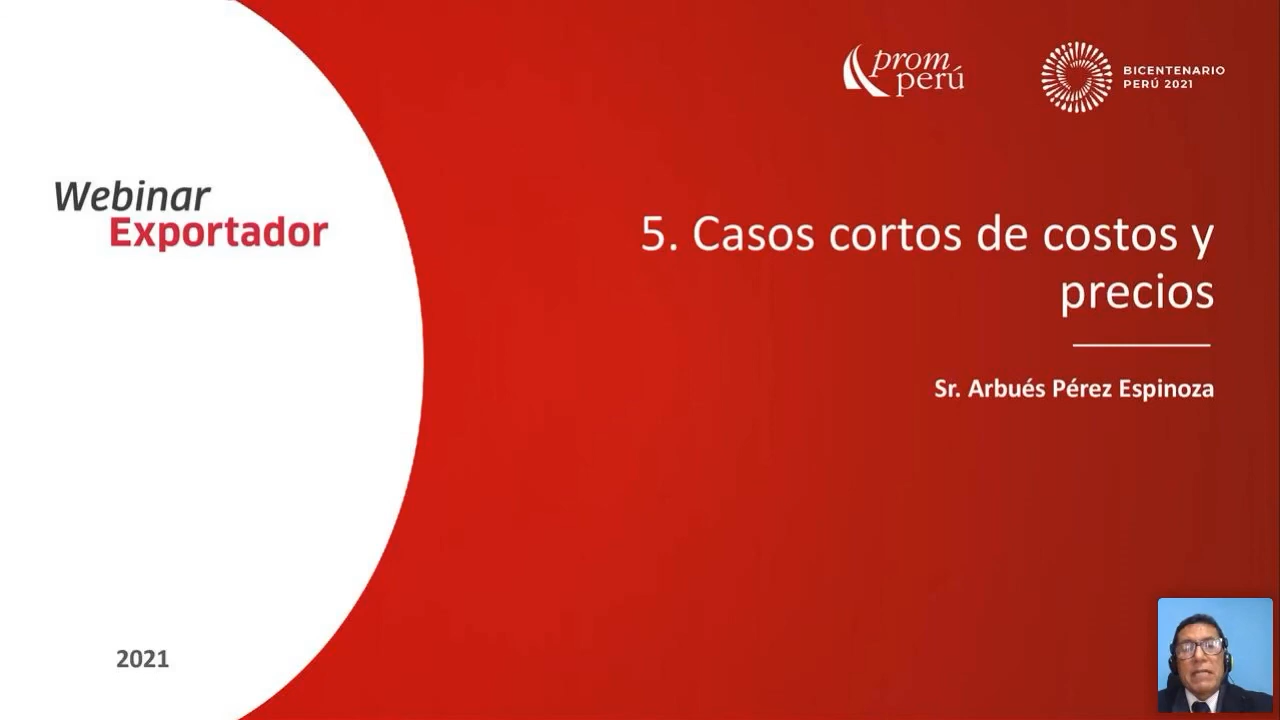 prom
perú
BICENTENARIO
PERÚ 2021
Webinar
Exportador
5. Casos cortos de costos y
precios
Sr. Arbués Pérez Espinoza
2021